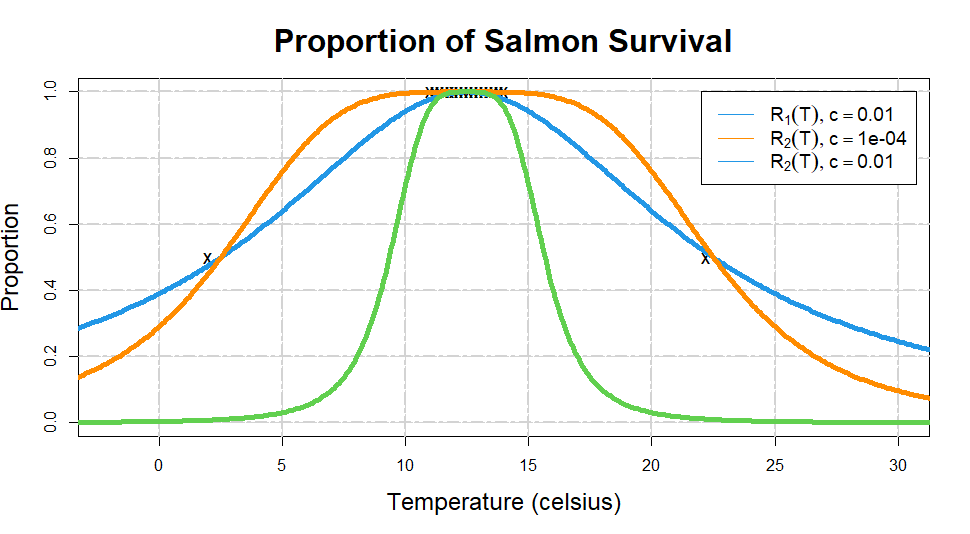 Proportion of Salmon Survival
1.0
0.8
0.6
0.4
0.2
0.0
Proportion
R₁(T), c = 0.01
R₂(T), c = 1e-04
R₂(T), c = 0.01
x x
0 5 10 15 20 25 30
Temperature (celsius)